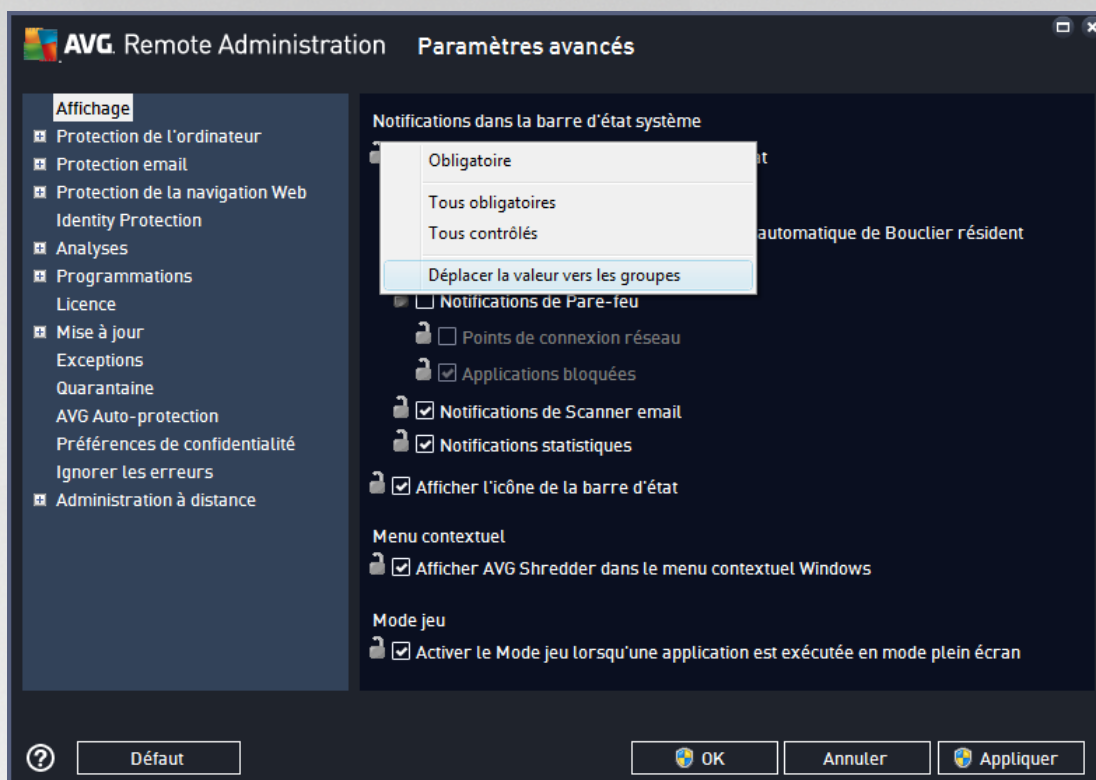 AVG. Remote Administration Paramètres avancés
Affichage
Protection de l'ordinateur
Protection email
Protection de la navigation Web
Identity Protection
Analyses
Programmations
Licence
Mise à jour
Exceptions
Quarantaine
AVG Auto-protection
Préférences de confidentialité
Ignorer les erreurs
Administration à distance
Notifications dans la barre d'état système
Obligatoire
Tous obligatoires
Tous contrôlés
automatique de Bouclier résident
Déplacer la valeur vers les groupes
Notifications de Pare-feu
Points de connexion réseau
Applications bloquées
Notifications de Scanner email
Notifications statistiques
Afficher l'icône de la barre d'état
Menu contextuel
Afficher AVG Shredder dans le menu contextuel Windows
Mode jeu
Activer le Mode jeu lorsqu'une application est exécutée en mode plein écran
Défaut
OK
Annuler
Appliquer